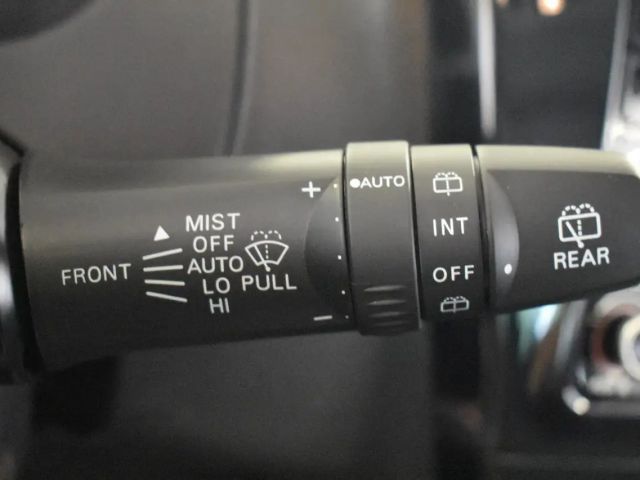 MIST
OFF
FRONT AUTO
LO PULL
HI
+
−
•AUTO
INT
OFF
REAR